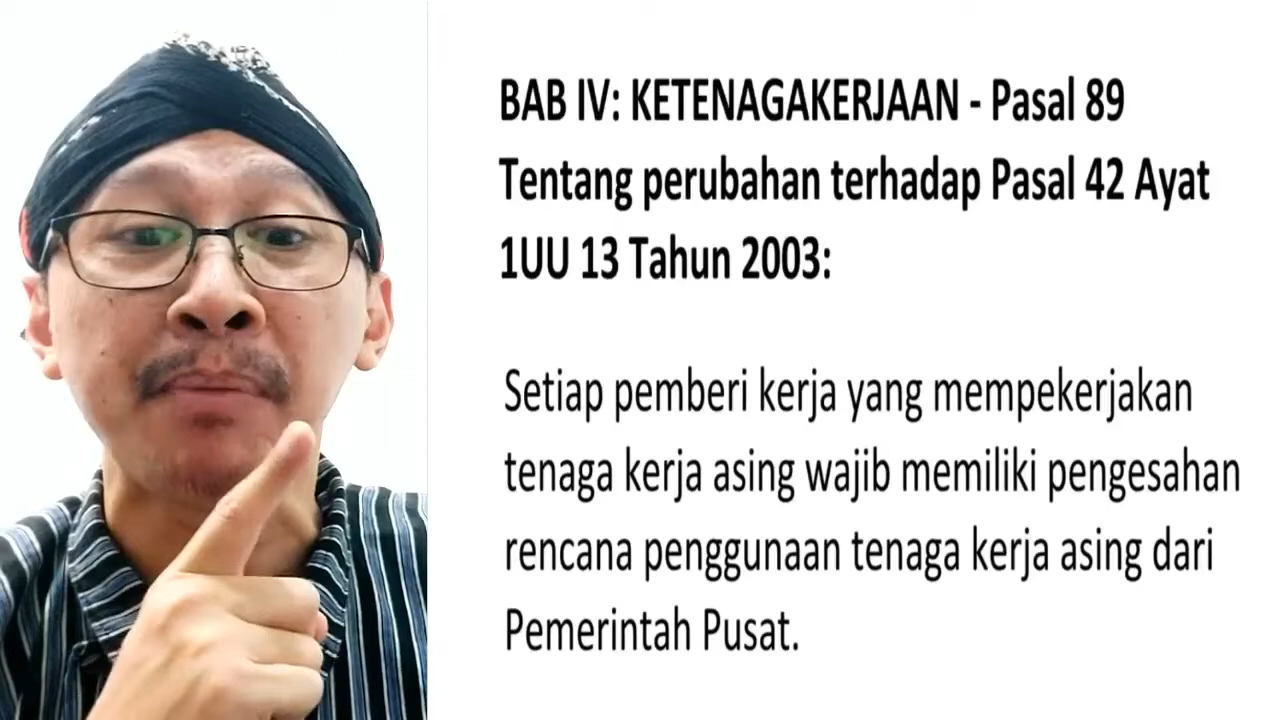 BAB IV: KETENAGAKERJAAN - Pasal 89
Tentang perubahan terhadap Pasal 42 Ayat
1UU 13 Tahun 2003:
Setiap pemberi kerja yang mempekerjakan
tenaga kerja asing wajib memiliki pengesahan
rencana penggunaan tenaga kerja asing dari
Pemerintah Pusat.